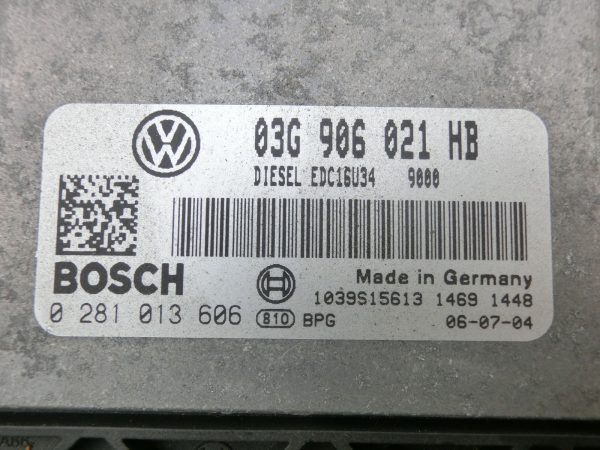 VW
03G 906 021 HB
DIESEL EDC16U34 9000
BOSCH
Made in Germany
1039S15613 1469 1448
0 281 013 606 810 BPG 06-07-04